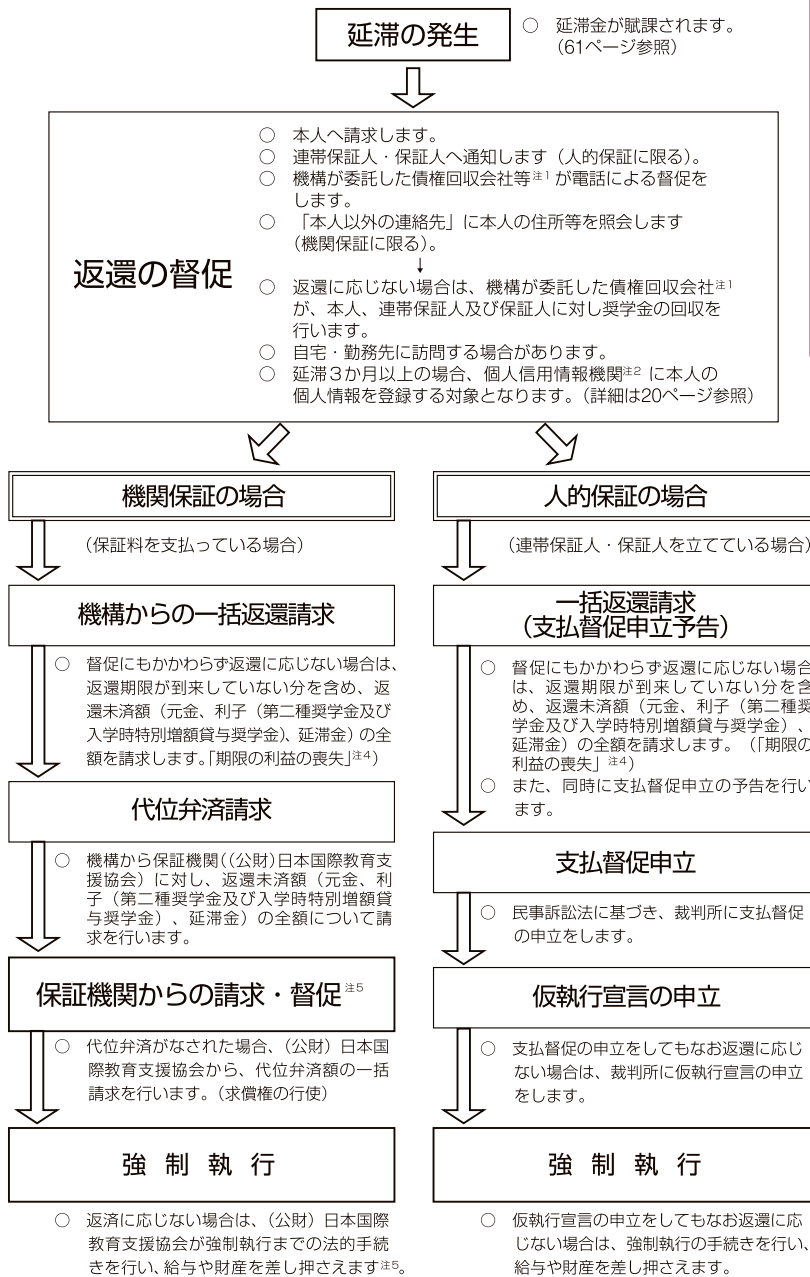 延滞の発生
○ 延滞金が賦課されます。
(61ページ参照)
返還の督促
○ 本人へ請求します。
○ 連帯保証人・保証人へ通知します(人的保証に限る)。
○ 機構が委託した債権回収会社等注1が電話による督促を
します。
○ 「本人以外の連絡先」に本人の住所等を照会します
(機関保証に限る)。
↓
○ 返還に応じない場合は、機構が委託した債権回収会社注1
が、本人、連帯保証人及び保証人に対し奨学金の回収を
行います。
○ 自宅・勤務先に訪問する場合があります。
○ 延滞3か月以上の場合、個人信用情報機関注2 に本人の
個人情報を登録する対象となります。(詳細は20ページ参照)
機関保証の場合
(保証料を支払っている場合)
機構からの一括返還請求
○ 督促にもかかわらず返還に応じない場合は、
返還期限が到来していない分を含め、返
還未済額(元金、利子(第二種奨学金及び
入学時特別増額貸与奨学金)、延滞金)の全
額を請求します。「期限の利益の喪失」注4)
代位弁済請求
○ 機構から保証機関((公財)日本国際教育支
援協会)に対し、返還未済額(元金、利
子(第二種奨学金及び入学時特別増額貸
与奨学金)、延滞金)の全額について請
求を行います。
保証機関からの請求・督促注5
○ 代位弁済がなされた場合、(公財)日本国
際教育支援協会から、代位弁済額の一括
請求を行います。(求償権の行使)
強制執行
○ 返済に応じない場合は、(公財)日本国際
教育支援協会が強制執行までの法的手続
きを行い、給与や財産を差し押さえます注5。
人的保証の場合
(連帯保証人・保証人を立てている場合)
一括返還請求
(支払督促申立予告)
○ 督促にもかかわらず返還に応じない場合
は、返還期限が到来していない分を含
め、返還未済額(元金、利子(第二種奨
学金及び入学時特別増額貸与奨学金)、
延滞金)の全額を請求します。(「期限の
利益の喪失」注4)
○ また、同時に支払督促申立の予告を行い
ます。
支払督促申立
○ 民事訴訟法に基づき、裁判所に支払督促
の申立をします。
仮執行宣言の申立
○ 支払督促の申立をしてもなお返還に応じ
ない場合は、裁判所に仮執行宣言の申立
をします。
強制執行
○ 仮執行宣言の申立をしてもなお返還に応
じない場合は、強制執行の手続きを行い、
給与や財産を差し押さえます。